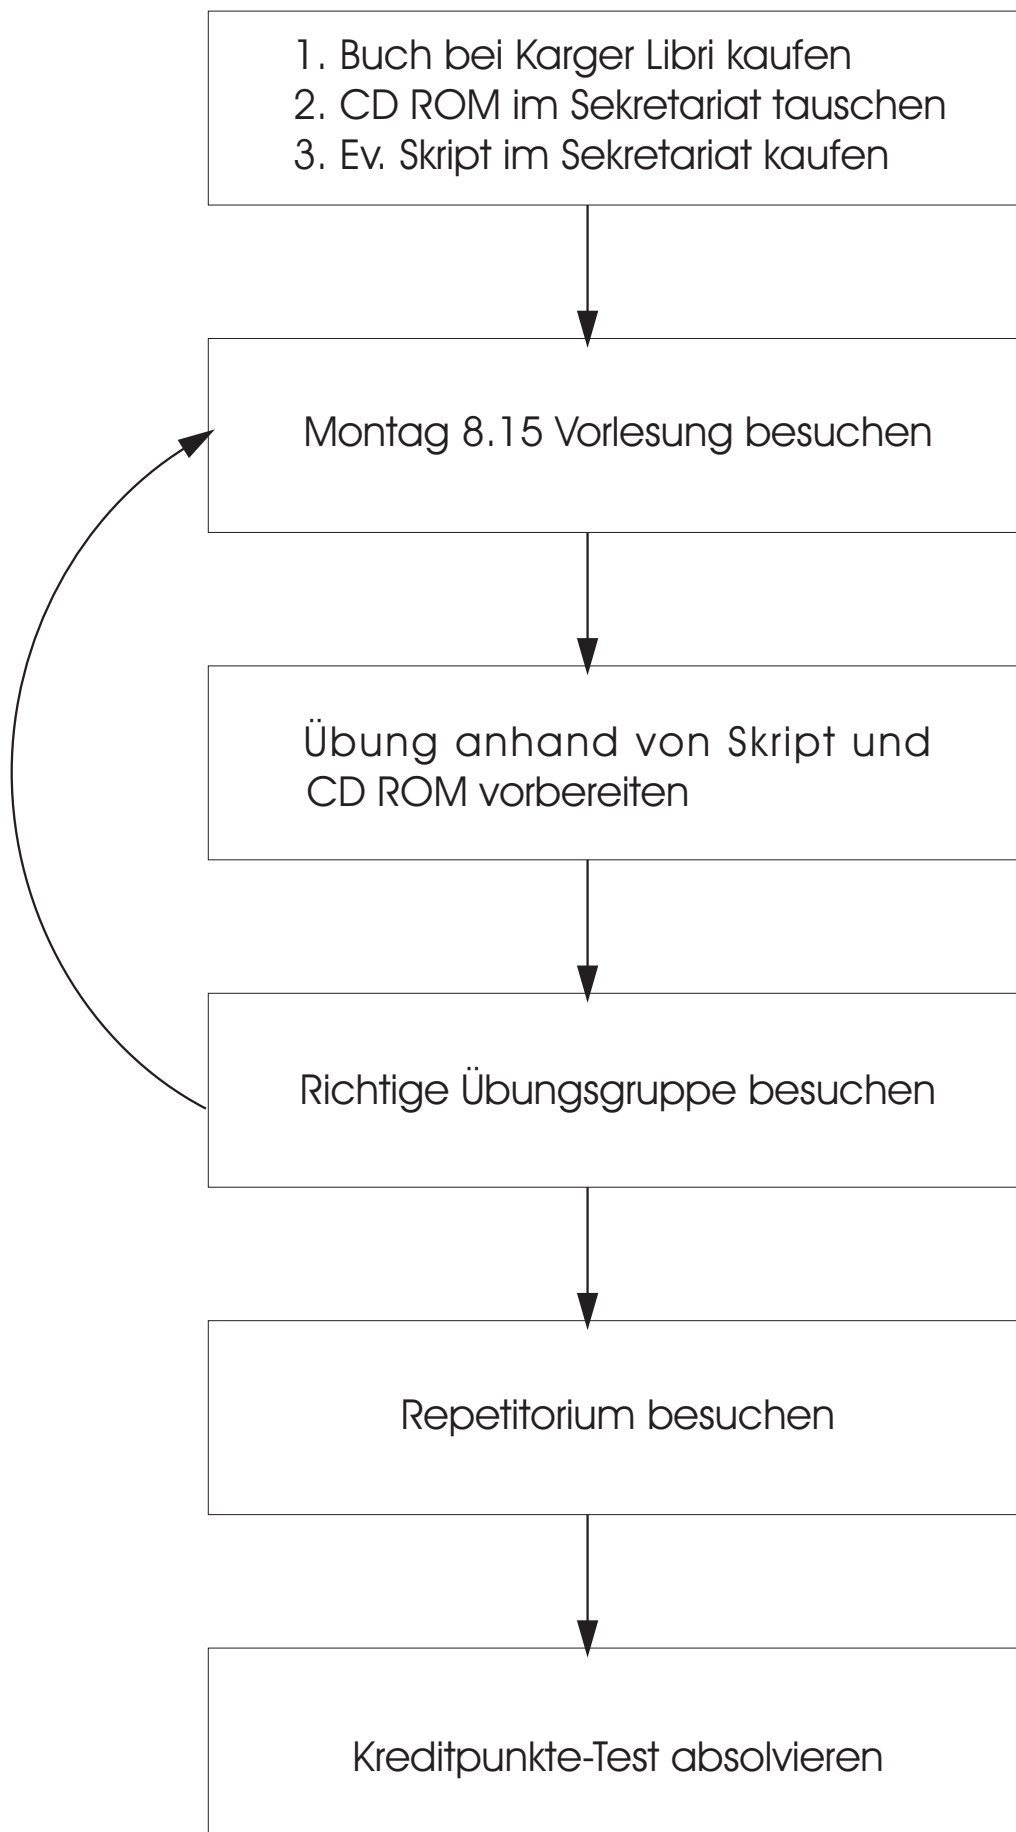 1. Buch bei Karger Libri kaufen
2. CD ROM im Sekretariat tauschen
3. Ev. Skript im Sekretariat kaufen
Montag 8.15 Vorlesung besuchen
Übung anhand von Skript und
CD ROM vorbereiten
Richtige Übungsgruppe besuchen
Repetitorium besuchen
Kreditpunkte-Test absolvieren